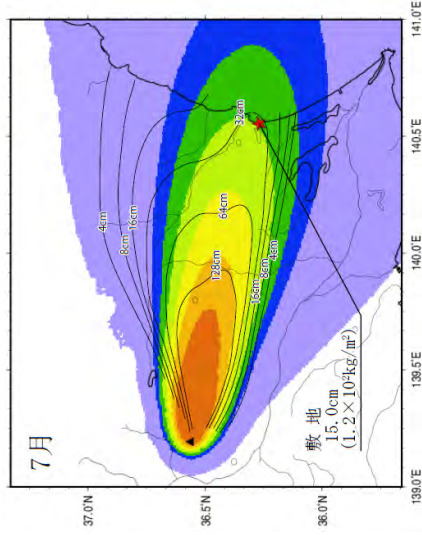 7月
4cm
8cm
16cm
32cm
64cm
128cm
16cm
8cm
4cm
敷 地
15.0cm
(1.2×10²kg/m²)
37.0°N
36.5°N
36.0°N
139.0°E
139.5°E
140.0°E
140.5°E
141.0°E